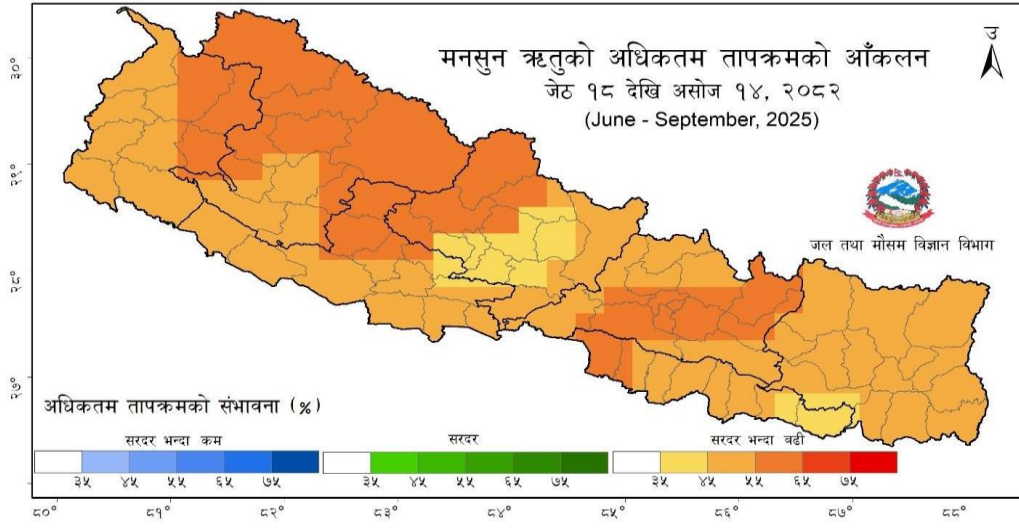 मनसुन ऋतुको अधिकतम तापक्रमको आँकलन
जेठ १८ देखि असोज १४, २०८२
(June - September, 2025)
उ
जल तथा मौसम विज्ञान विभाग
३०°
२९°
२८°
२७°
अधिकतम तापक्रमको संभावना (%)
सरदर भन्दा कम
सरदर
सरदर भन्दा बढी
३५ ४५ ५५ ६५ ७५
३५ ४५ ५५ ६५ ७५
३५ ४५ ५५ ६५ ७५
८०° ८१° ८२° ८३° ८४° ८५° ८६° ८७° ८८°